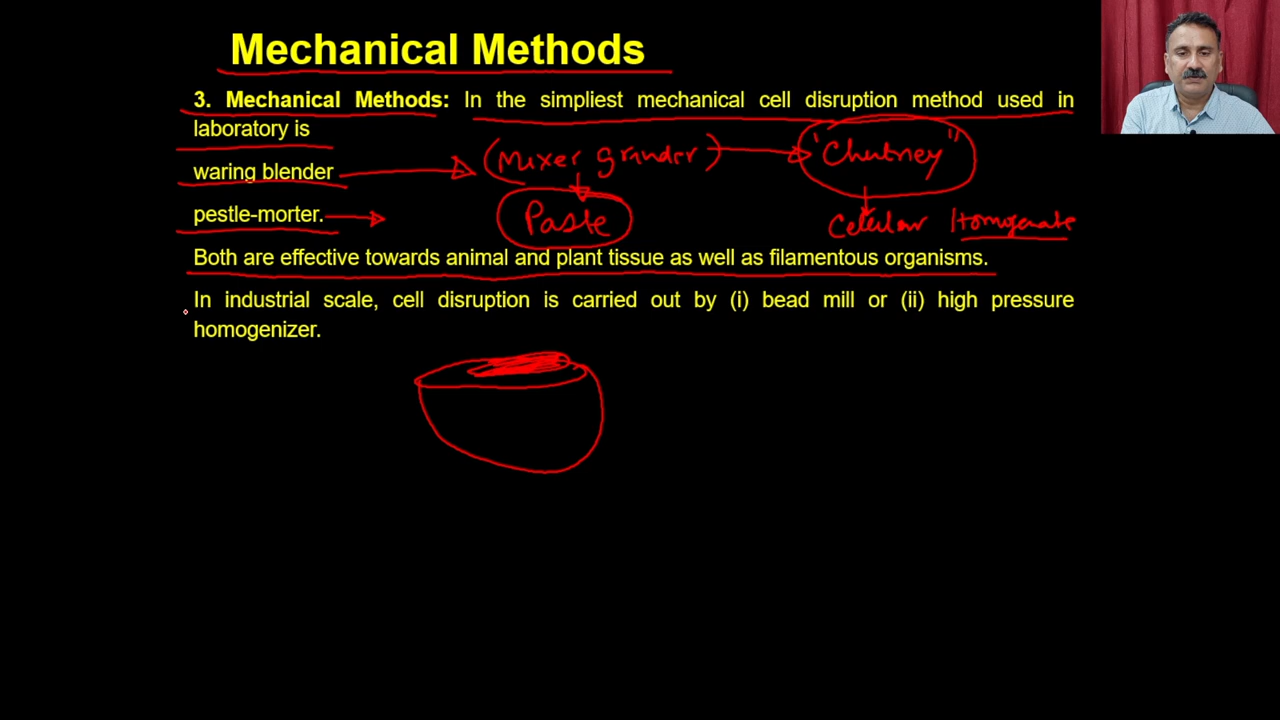 Mechanical Methods
3. Mechanical Methods: In the simpliest mechanical cell disruption method used in
laboratory is
waring blender (Mixer grinder) "Chutney"
pestle-morter. Paste Cellular Homogenate
Both are effective towards animal and plant tissue as well as filamentous organisms.
In industrial scale, cell disruption is carried out by (i) bead mill or (ii) high pressure
homogenizer.